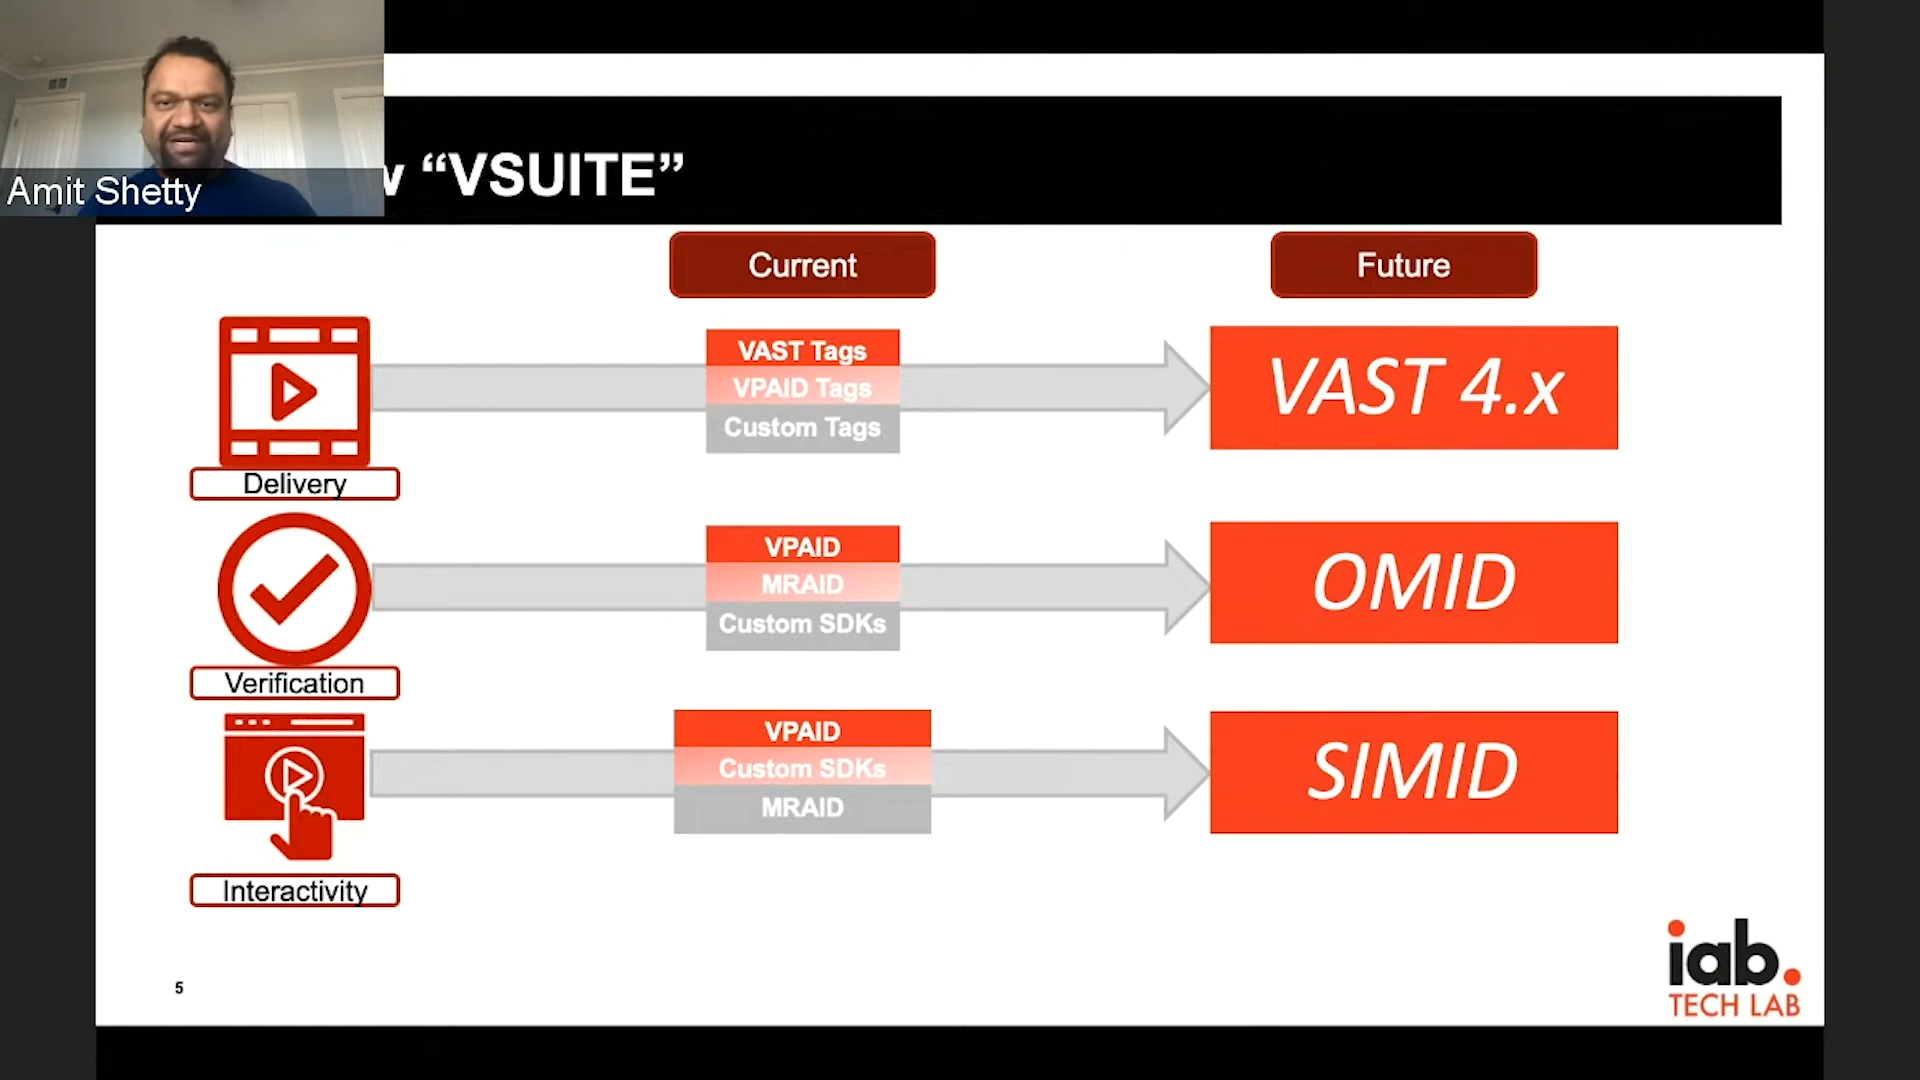 Amit Shetty
“VSUITE”
Current
Future
VAST Tags
VPAID Tags
Custom Tags
VAST 4.x
Delivery
VPAID
MRAID
Custom SDKs
OMID
Verification
VPAID
Custom SDKs
MRAID
SIMID
Interactivity
5
iab.
TECH LAB